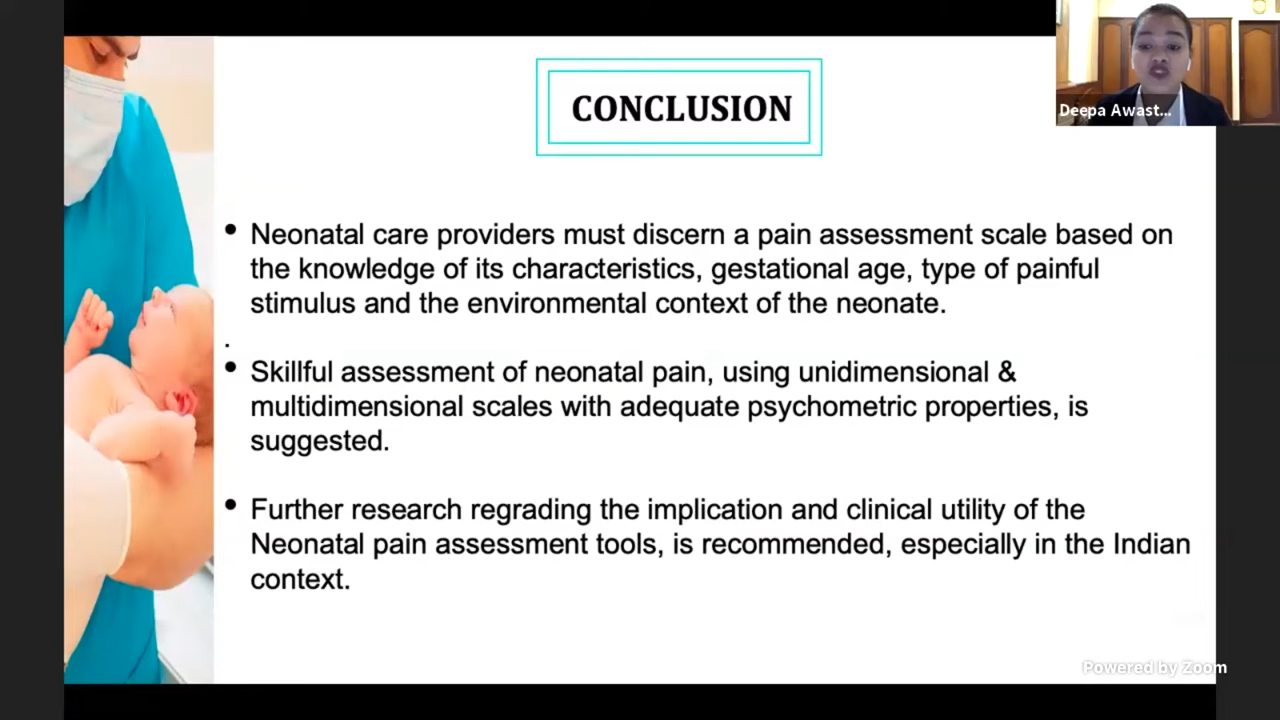 CONCLUSION
Deepa Awast...
• Neonatal care providers must discern a pain assessment scale based on
the knowledge of its characteristics, gestational age, type of painful
stimulus and the environmental context of the neonate.
.
• Skillful assessment of neonatal pain, using unidimensional &
multidimensional scales with adequate psychometric properties, is
suggested.
• Further research regrading the implication and clinical utility of the
Neonatal pain assessment tools, is recommended, especially in the Indian
context.
Powered by Zoom